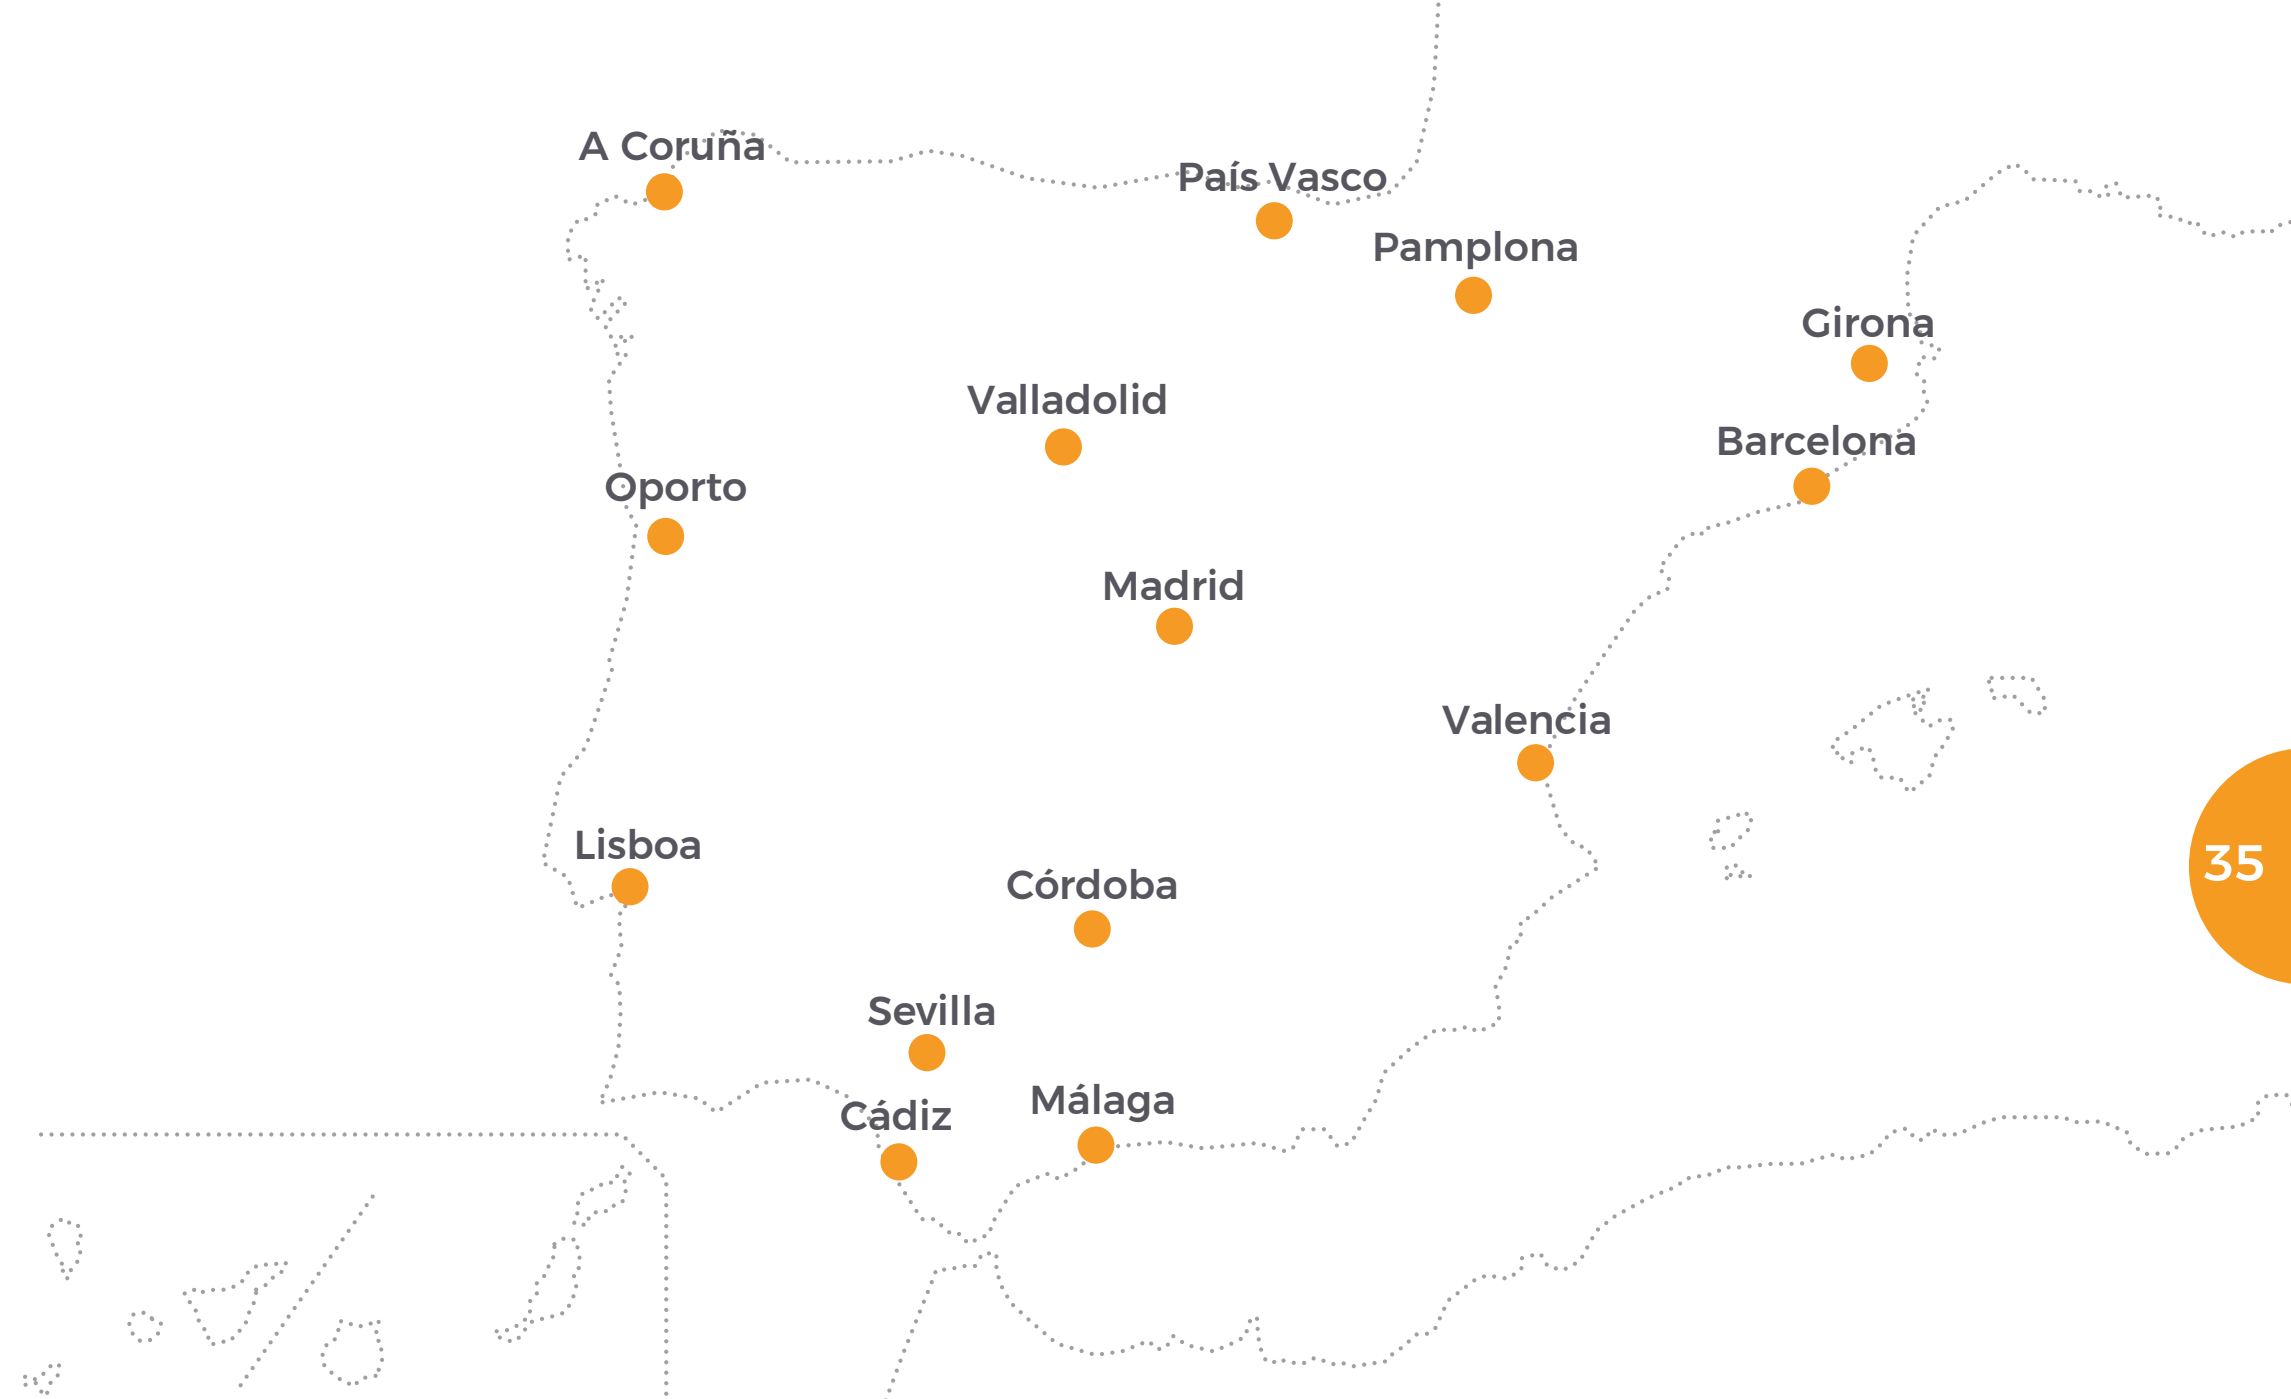 A Coruña
País Vasco
Pamplona
Girona
Valladolid
Barcelona
Oporto
Madrid
Valencia
Lisboa
35
Córdoba
Sevilla
Málaga
Cádiz